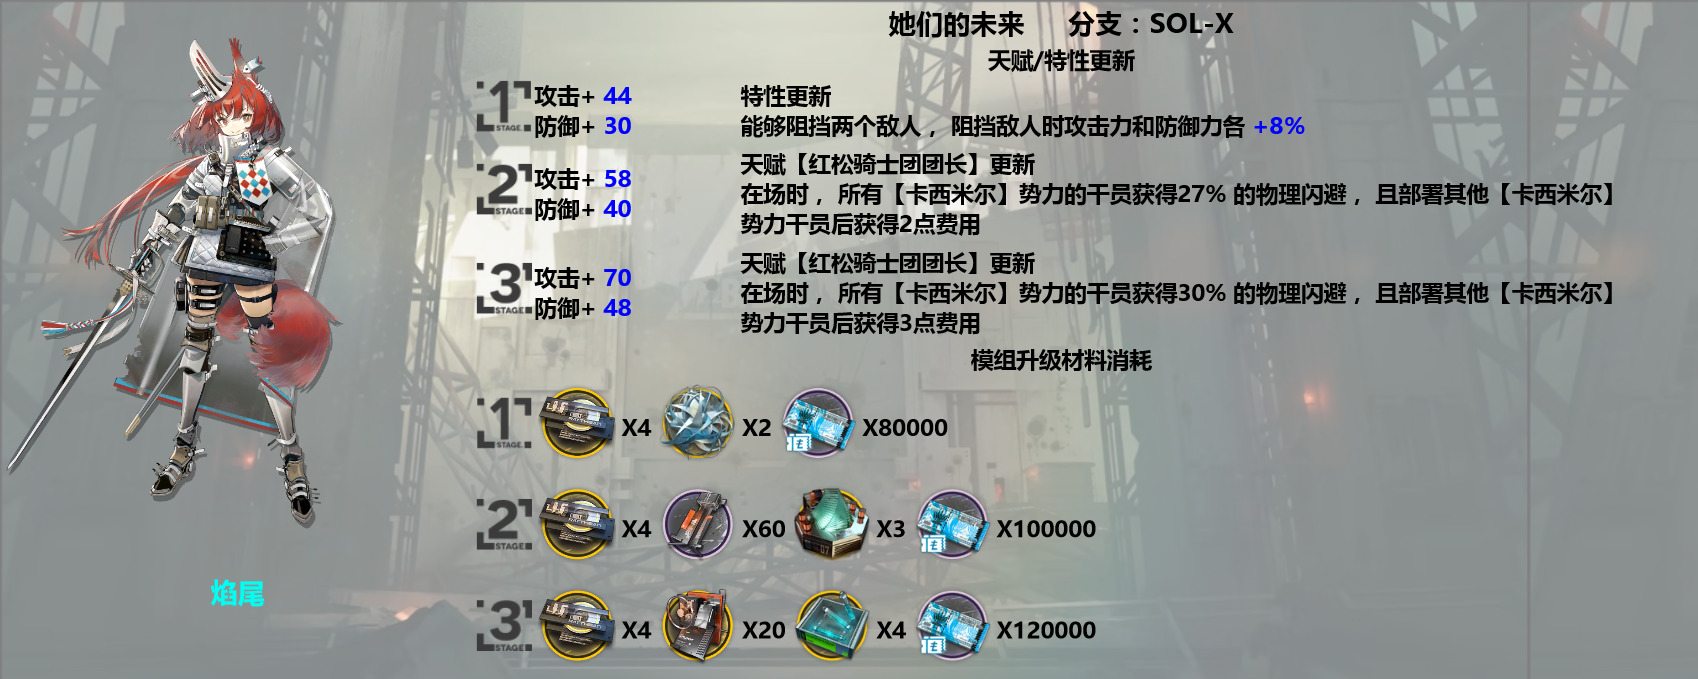 她们的未来 分支：SOL-X
天赋/特性更新
1 STAGE
攻击+ 44
防御+ 30
特性更新
能够阻挡两个敌人，阻挡敌人时攻击力和防御力各 +8%
2 STAGE
攻击+ 58
防御+ 40
天赋【红松骑士团团长】更新
在场时，所有【卡西米尔】势力的干员获得27% 的物理闪避，且部署其他【卡西米尔】
势力干员后获得2点费用
3 STAGE
攻击+ 70
防御+ 48
天赋【红松骑士团团长】更新
在场时，所有【卡西米尔】势力的干员获得30% 的物理闪避，且部署其他【卡西米尔】
势力干员后获得3点费用
模组升级材料消耗
1 STAGE X4 X2 X80000
2 STAGE X4 X60 X3 X100000
焰尾
3 STAGE X4 X20 X4 X120000